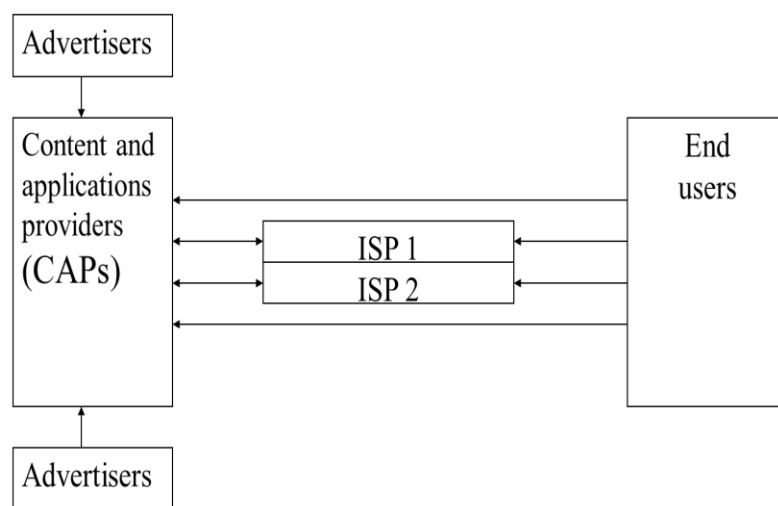 Advertisers
Content and
applications
providers
(CAPs)
End
users
ISP 1
ISP 2
Advertisers